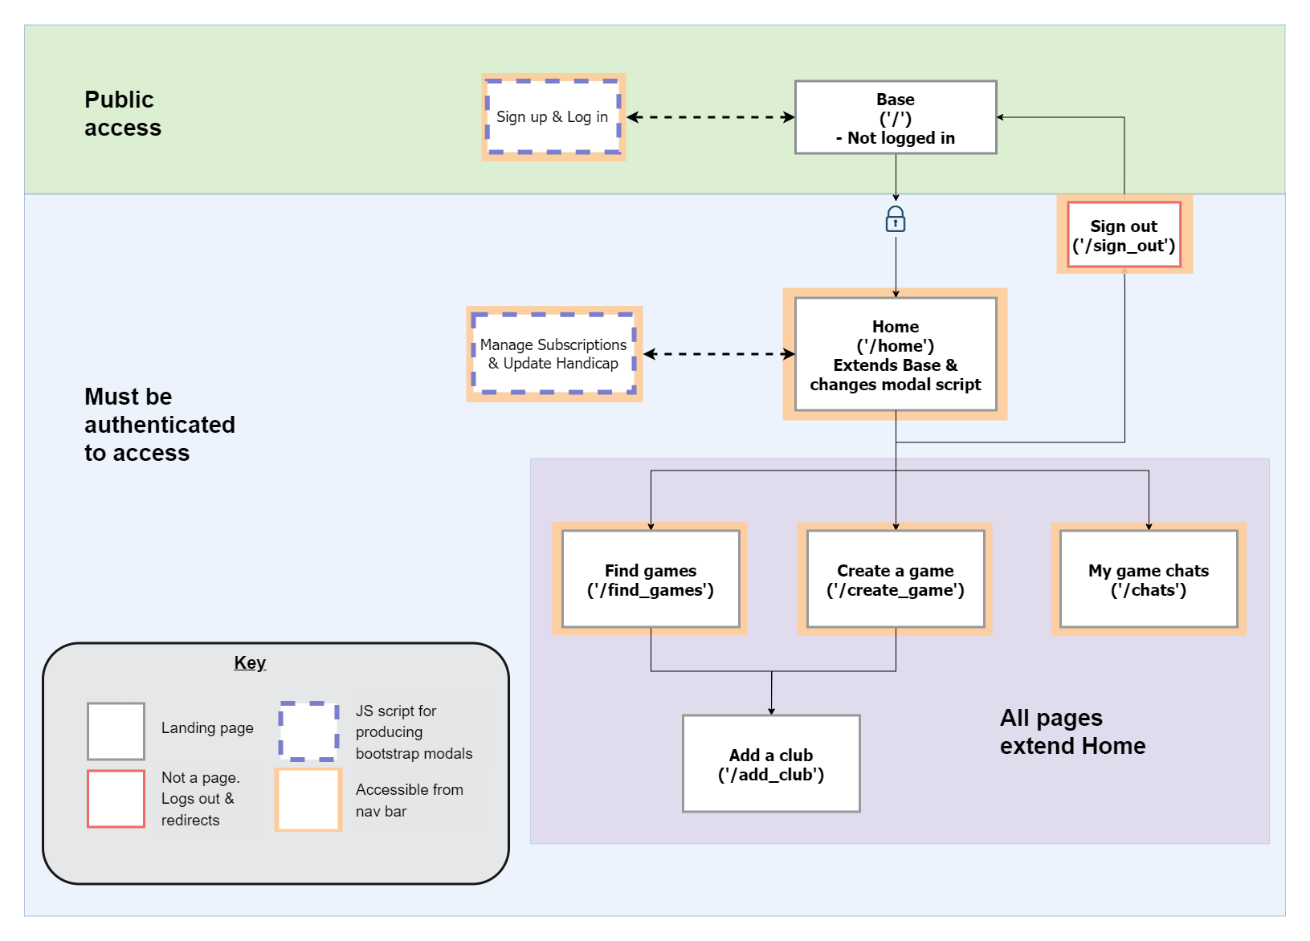 Public
access
Sign up & Log in
Base
('/')
- Not logged in
Sign out
('/sign_out')
Must be
authenticated
to access
Manage Subscriptions
& Update Handicap
Home
('/home')
Extends Base &
changes modal script
Find games
('/find_games')
Create a game
('/create_game')
My game chats
('/chats')
Add a club
('/add_club')
All pages
extend Home
Key
Landing page
JS script for
producing
bootstrap modals
Not a page.
Logs out &
redirects
Accessible from
nav bar